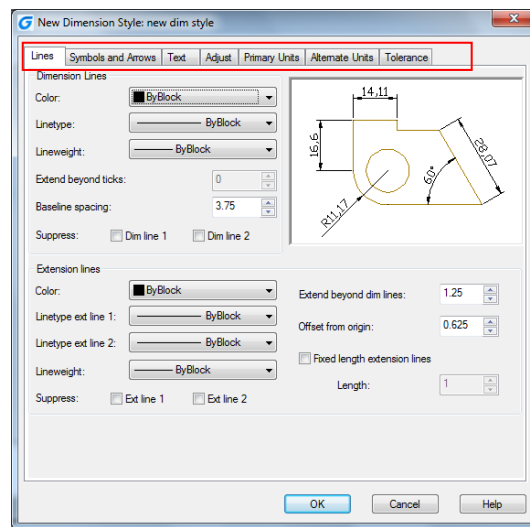 New Dimension Style: new dim style
Lines Symbols and Arrows Text Adjust Primary Units Alternate Units Tolerance
Dimension Lines
Color: ByBlock
Linetype: ByBlock
Lineweight: ByBlock
Extend beyond ticks: 0
Baseline spacing: 3.75
Suppress: Dim line 1 Dim line 2
14,11
16,6
28,07
60°
R11,17
Extension lines
Color: ByBlock
Linetype ext line 1: ByBlock
Linetype ext line 2: ByBlock
Lineweight: ByBlock
Suppress: Ext line 1 Ext line 2
Extend beyond dim lines: 1.25
Offset from origin: 0.625
Fixed length extension lines
Length: 1
OK Cancel Help